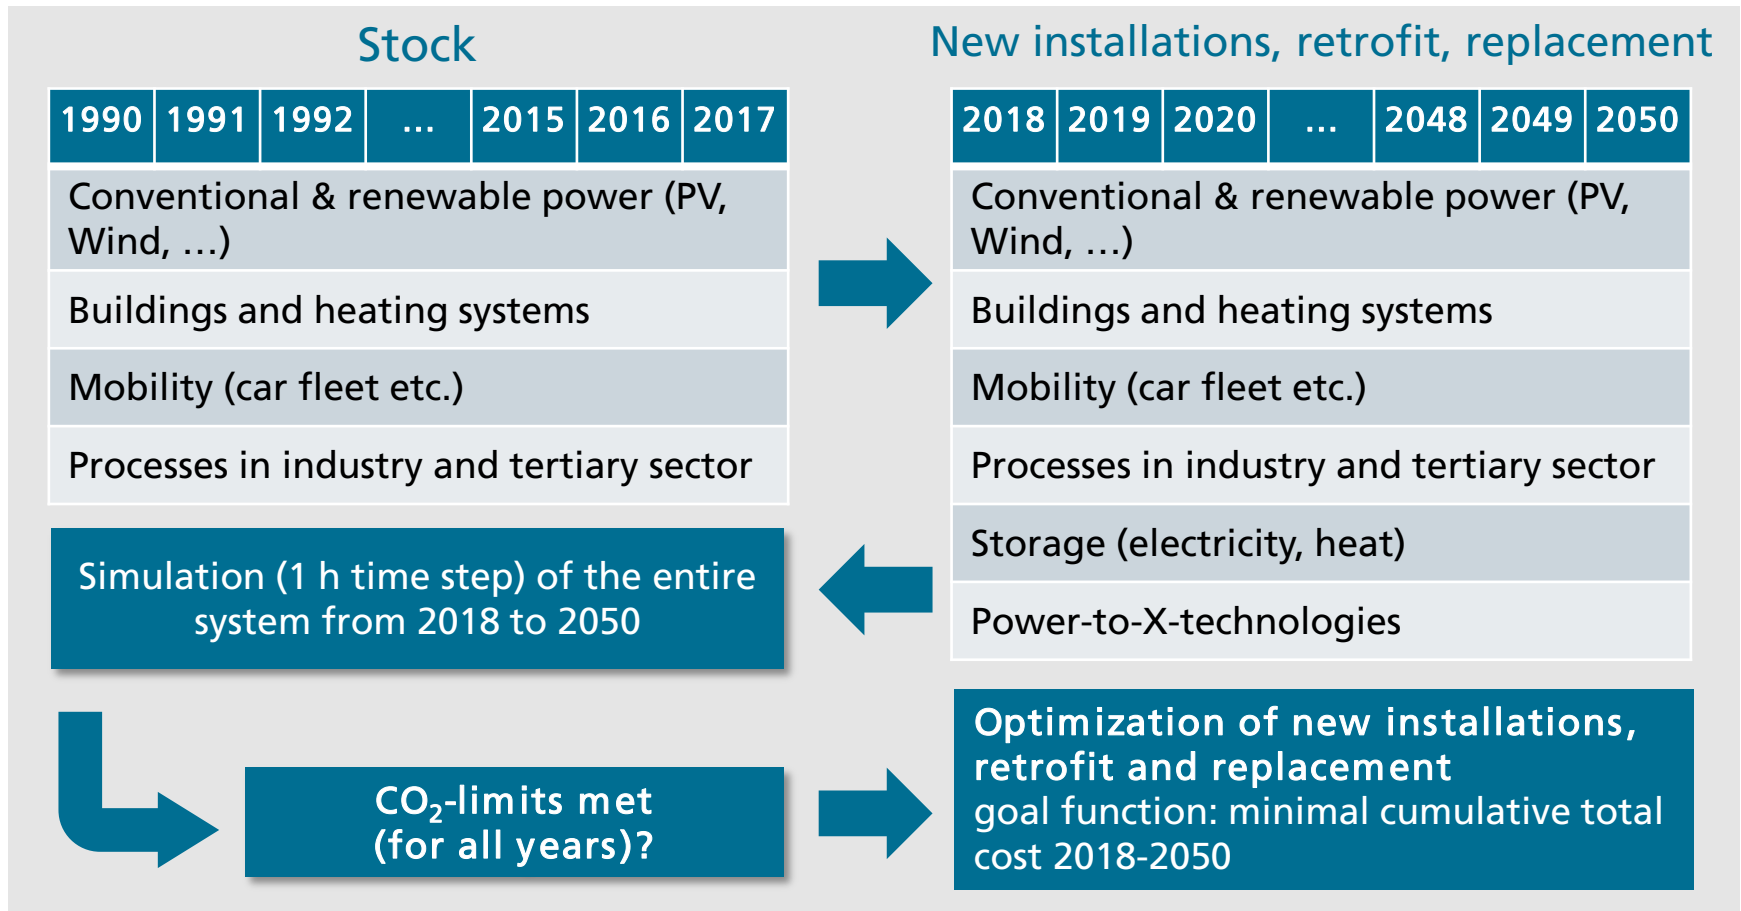 Stock
1990 1991 1992 ... 2015 2016 2017
Conventional & renewable power (PV,
Wind, ...)
Buildings and heating systems
Mobility (car fleet etc.)
Processes in industry and tertiary sector
New installations, retrofit, replacement
2018 2019 2020 ... 2048 2049 2050
Conventional & renewable power (PV,
Wind, ...)
Buildings and heating systems
Mobility (car fleet etc.)
Processes in industry and tertiary sector
Storage (electricity, heat)
Power-to-X-technologies
Simulation (1 h time step) of the entire
system from 2018 to 2050
CO₂-limits met
(for all years)?
Optimization of new installations,
retrofit and replacement
goal function: minimal cumulative total
cost 2018-2050